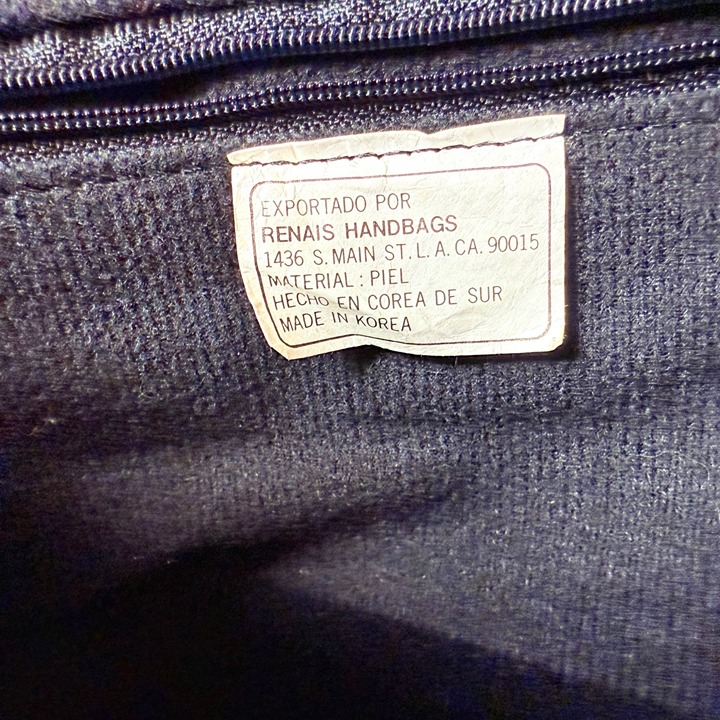 EXPORTADO POR
RENAIS HANDBAGS
1436 S. MAIN ST. L. A. CA. 90015
MATERIAL : PIEL
HECHO EN COREA DE SUR
MADE IN KOREA